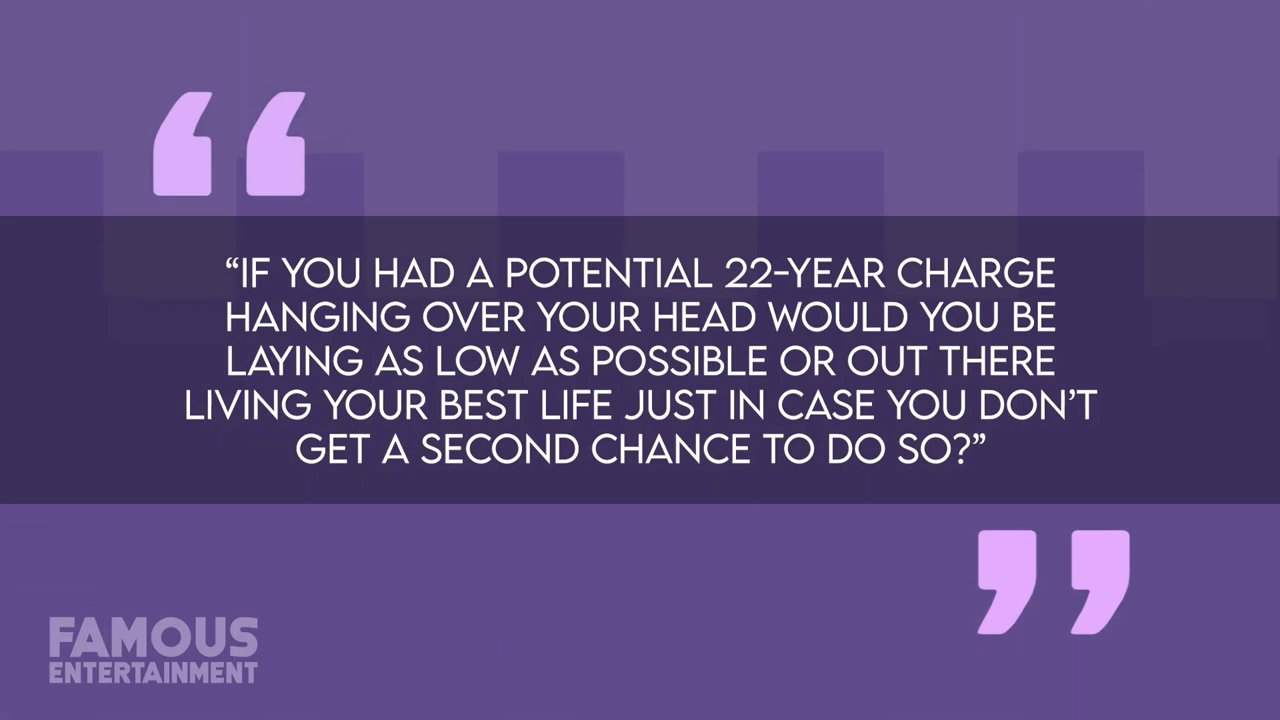 “IF YOU HAD A POTENTIAL 22-YEAR CHARGE
HANGING OVER YOUR HEAD WOULD YOU BE
LAYING AS LOW AS POSSIBLE OR OUT THERE
LIVING YOUR BEST LIFE JUST IN CASE YOU DON’T
GET A SECOND CHANCE TO DO SO?”
FAMOUS
ENTERTAINMENT